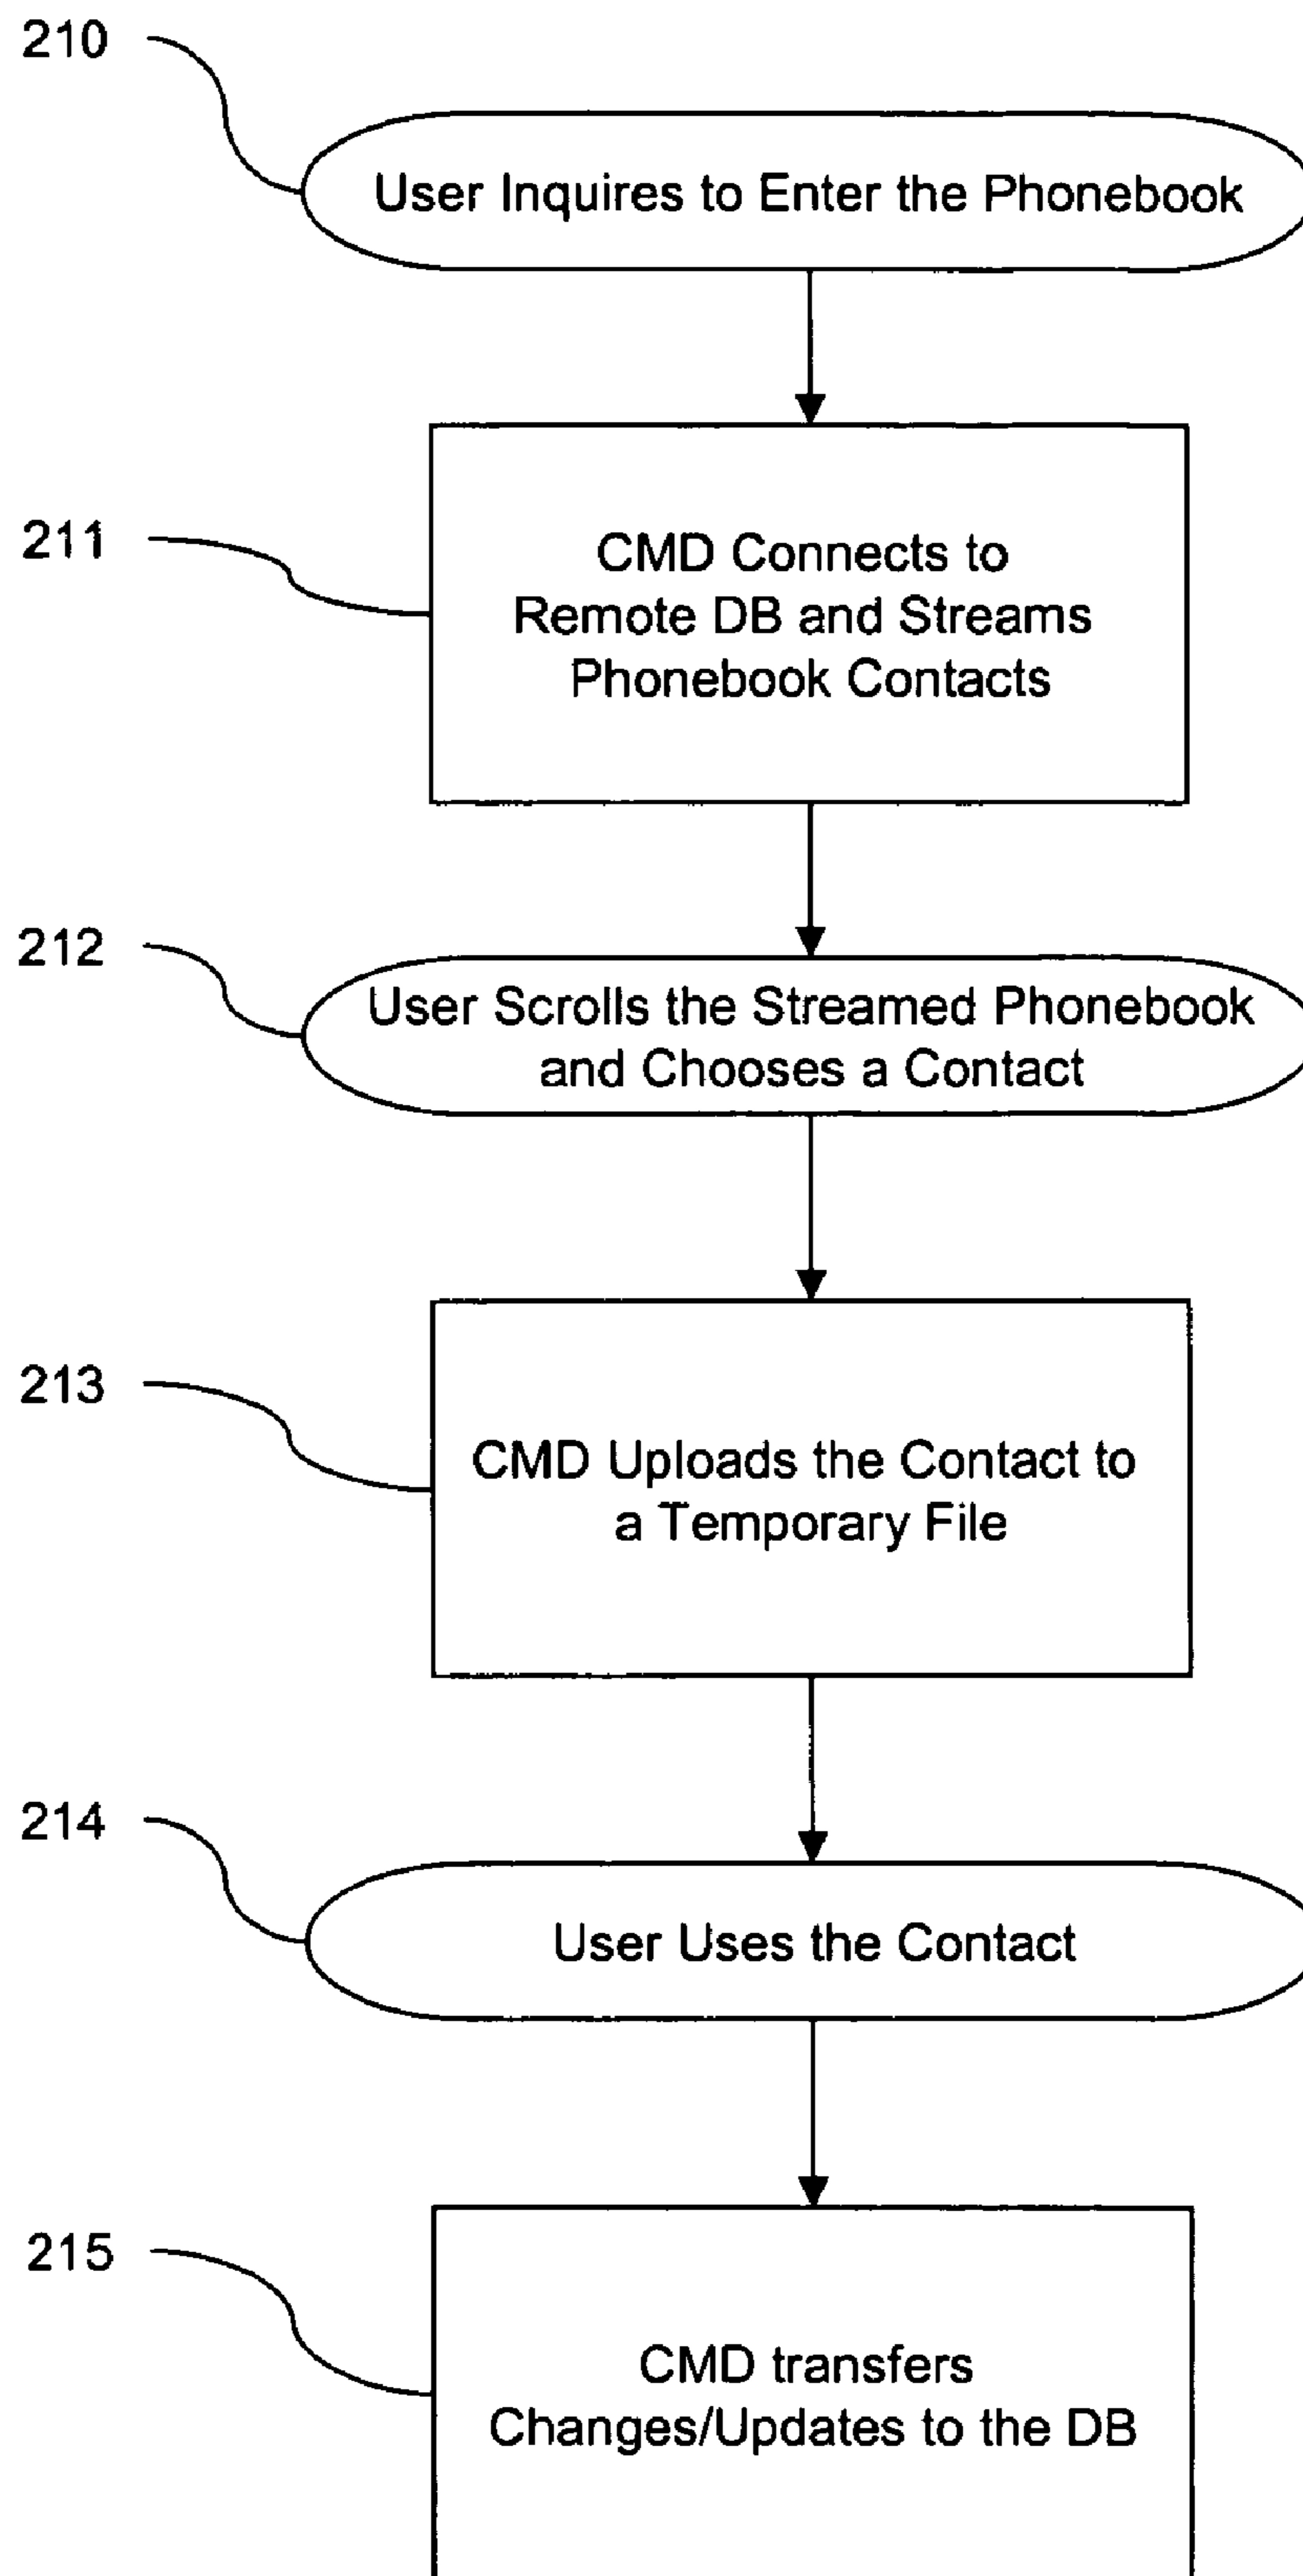 210
User Inquires to Enter the Phonebook
211
CMD Connects to
Remote DB and Streams
Phonebook Contacts
212
User Scrolls the Streamed Phonebook
and Chooses a Contact
213
CMD Uploads the Contact to
a Temporary File
214
User Uses the Contact
215
CMD transfers
Changes/Updates to the DB